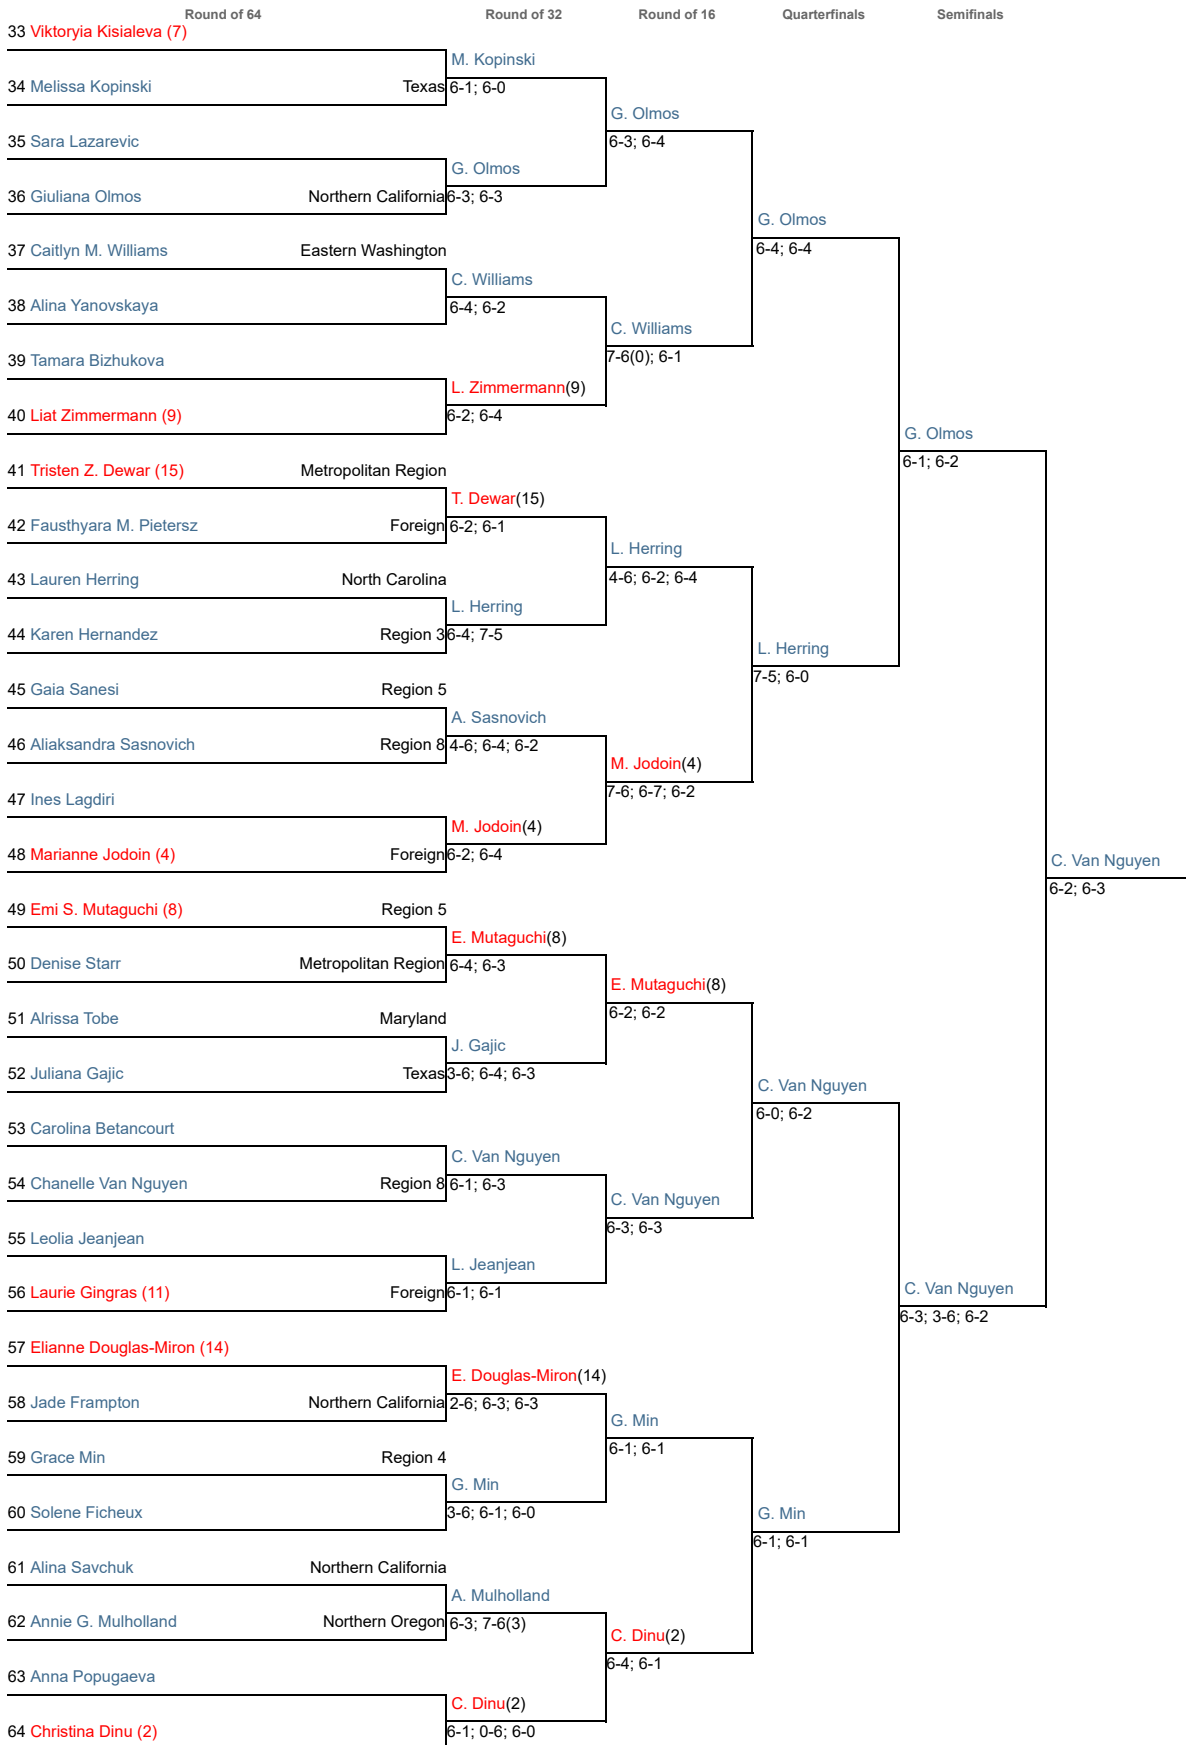 Round of 64 Round of 32 Round of 16 Quarterfinals Semifinals
33 Viktoryia Kisialeva (7)
M. Kopinski
34 Melissa Kopinski Texas 6-1; 6-0
G. Olmos
35 Sara Lazarevic 6-3; 6-4
G. Olmos
36 Giuliana Olmos Northern California 6-3; 6-3
G. Olmos
37 Caitlyn M. Williams Eastern Washington 6-4; 6-4
C. Williams
38 Alina Yanovskaya 6-4; 6-2
C. Williams
39 Tamara Bizhukova 7-6(0); 6-1
L. Zimmermann(9)
40 Liat Zimmermann (9) 6-2; 6-4
G. Olmos
41 Tristen Z. Dewar (15) Metropolitan Region 6-1; 6-2
T. Dewar(15)
42 Fausthyara M. Pietersz Foreign 6-2; 6-1
L. Herring
43 Lauren Herring North Carolina 4-6; 6-2; 6-4
L. Herring
44 Karen Hernandez Region 3 6-4; 7-5
L. Herring
45 Gaia Sanesi Region 5 7-5; 6-0
A. Sasnovich
46 Aliaksandra Sasnovich Region 8 4-6; 6-4; 6-2
M. Jodoin(4)
47 Ines Lagdiri 7-6; 6-7; 6-2
M. Jodoin(4)
48 Marianne Jodoin (4) Foreign 6-2; 6-4
C. Van Nguyen
6-2; 6-3
49 Emi S. Mutaguchi (8) Region 5
E. Mutaguchi(8)
50 Denise Starr Metropolitan Region 6-4; 6-3
E. Mutaguchi(8)
51 Alrissa Tobe Maryland 6-2; 6-2
J. Gajic
52 Juliana Gajic Texas 3-6; 6-4; 6-3
C. Van Nguyen
53 Carolina Betancourt 6-0; 6-2
C. Van Nguyen
54 Chanelle Van Nguyen Region 8 6-1; 6-3
C. Van Nguyen
55 Leolia Jeanjean 6-3; 6-3
L. Jeanjean
56 Laurie Gingras (11) Foreign 6-1; 6-1
C. Van Nguyen
6-3; 3-6; 6-2
57 Elianne Douglas-Miron (14)
E. Douglas-Miron(14)
58 Jade Frampton Northern California 2-6; 6-3; 6-3
G. Min
59 Grace Min Region 4 6-1; 6-1
G. Min
60 Solene Ficheux 3-6; 6-1; 6-0
G. Min
6-1; 6-1
61 Alina Savchuk Northern California
A. Mulholland
62 Annie G. Mulholland Northern Oregon 6-3; 7-6(3)
C. Dinu(2)
63 Anna Popugaeva 6-4; 6-1
C. Dinu(2)
64 Christina Dinu (2) 6-1; 0-6; 6-0